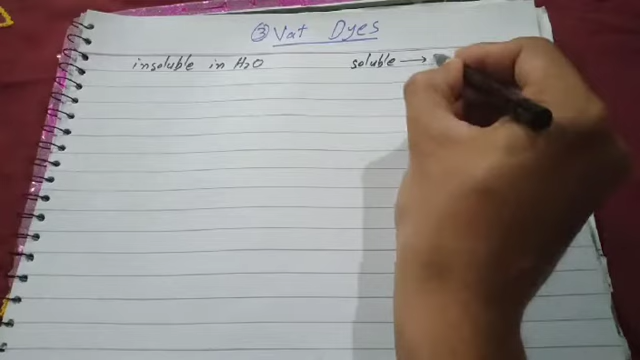 ③ Vat Dyes
insoluble in H₂O soluble →